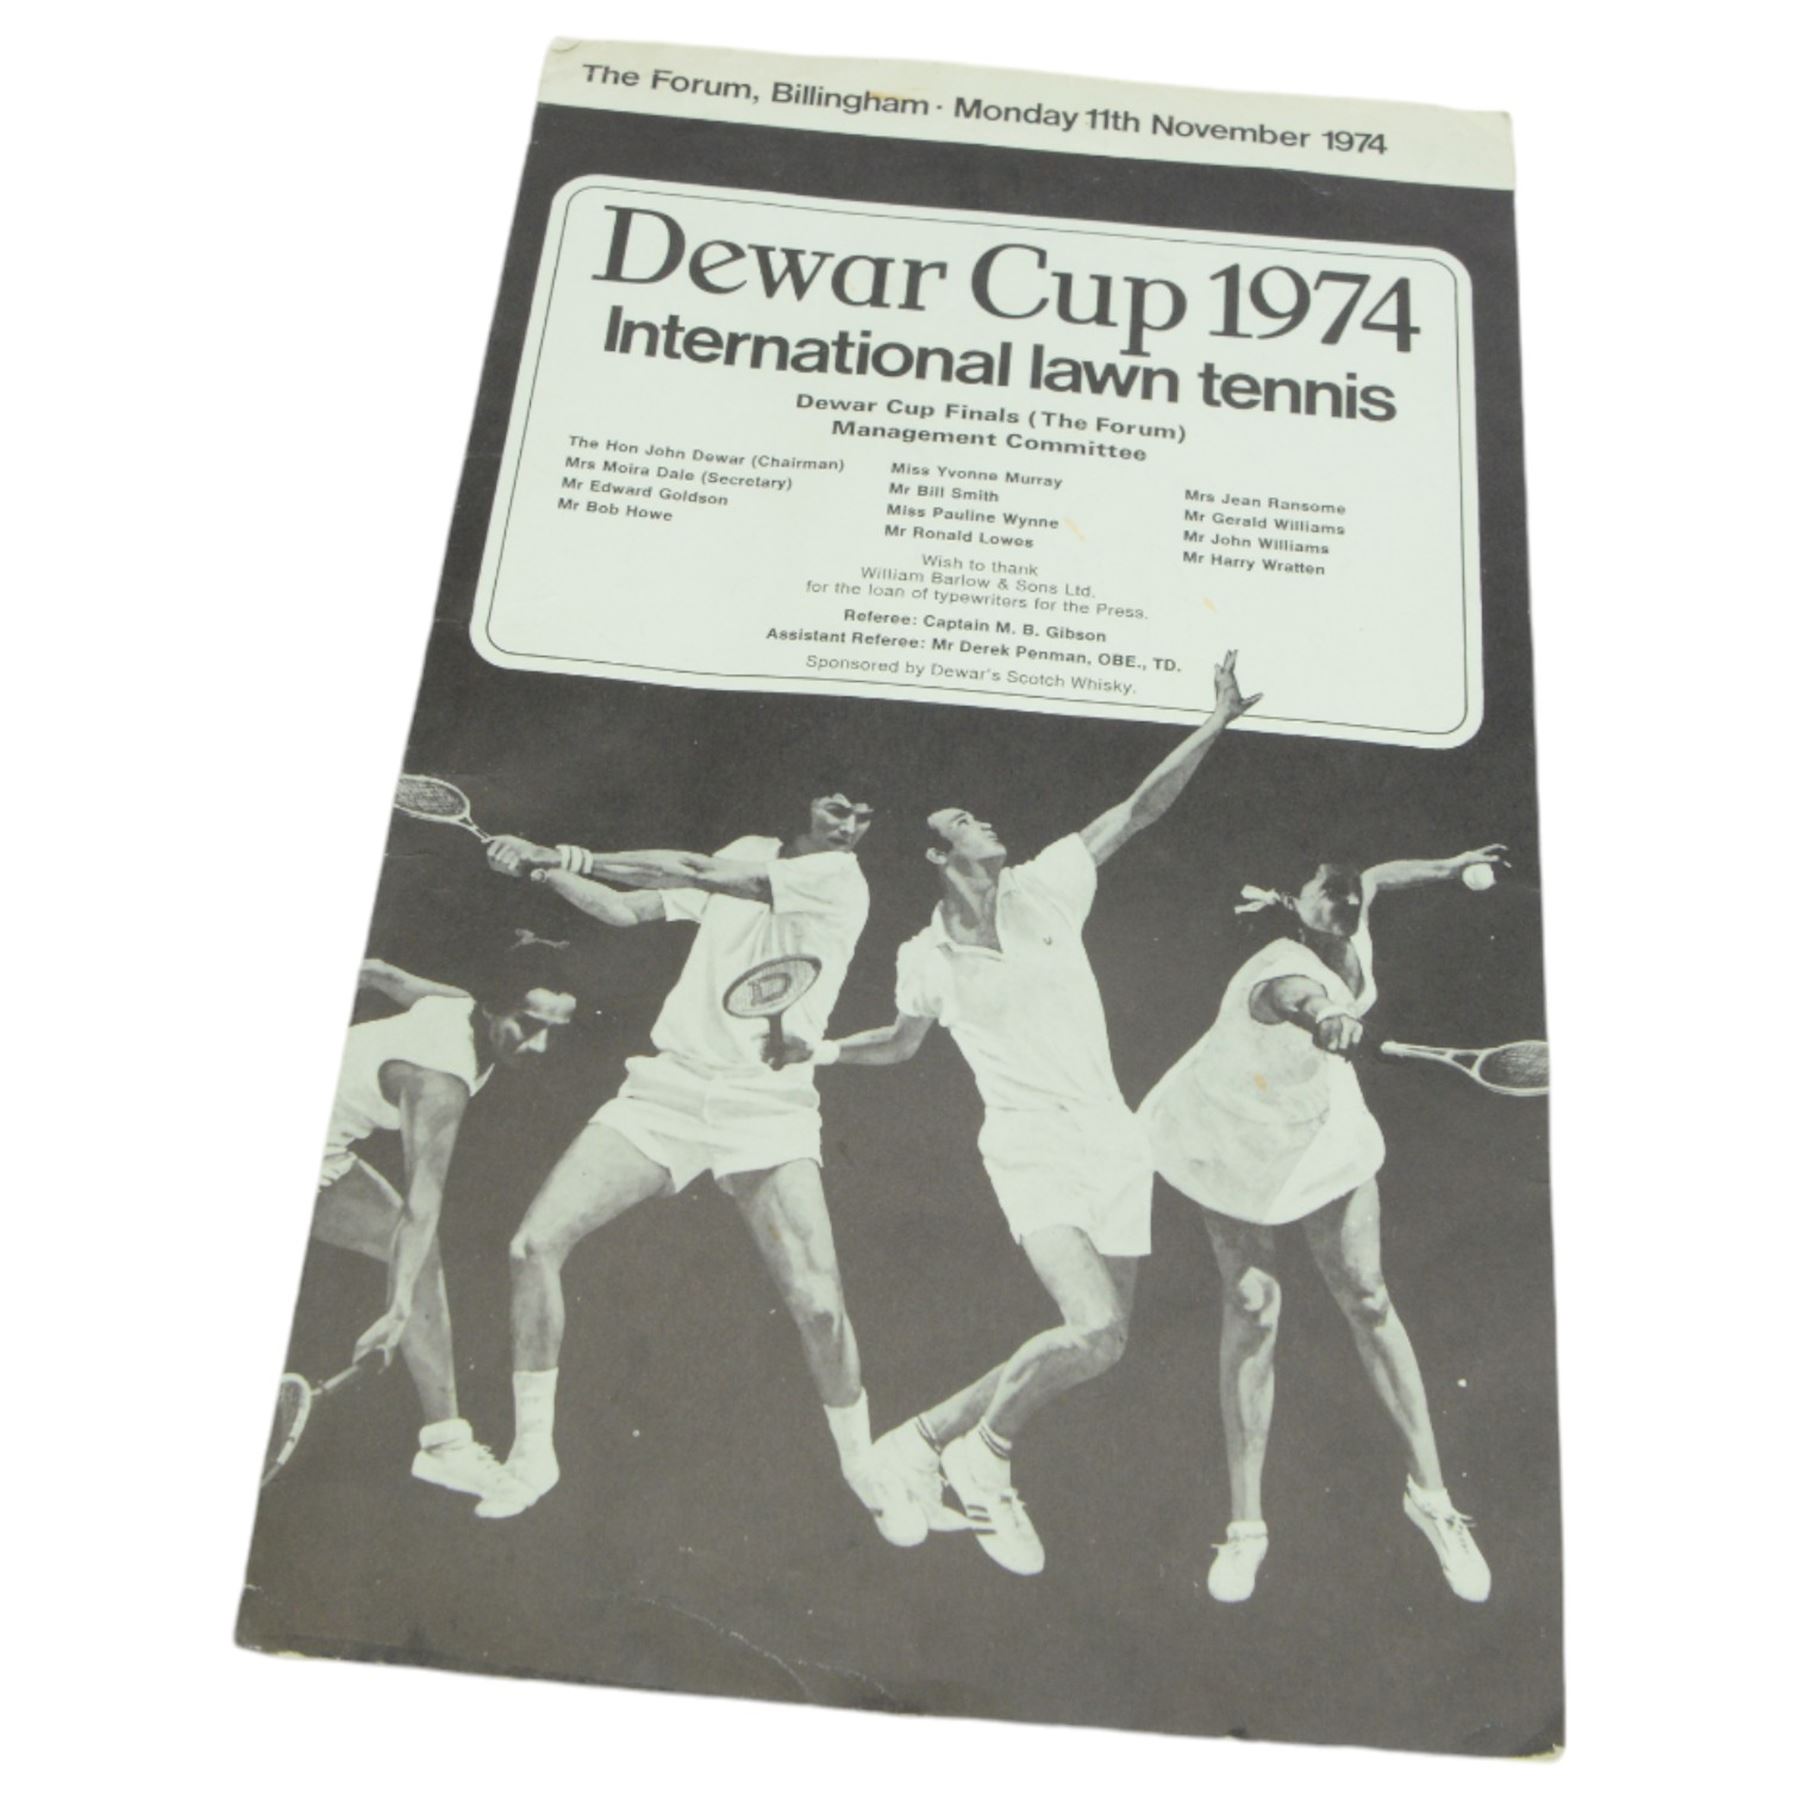 The Forum, Billingham · Monday 11th November 1974
Dewar Cup 1974
International lawn tennis
Dewar Cup Finals (The Forum)
Management Committee
The Hon John Dewar (Chairman)
Mrs Moira Dale (Secretary)
Mr Edward Goldson
Mr Bob Howe
Miss Yvonne Murray
Mr Bill Smith
Miss Pauline Wynne
Mr Ronald Lowes
Mrs Jean Ransome
Mr Gerald Williams
Mr John Williams
Mr Harry Wratten
Wish to thank
William Barlow & Sons Ltd.
for the loan of typewriters for the Press.
Referee: Captain M. B. Gibson
Assistant Referee: Mr Derek Penman, OBE., TD.
Sponsored by Dewar's Scotch Whisky.
D